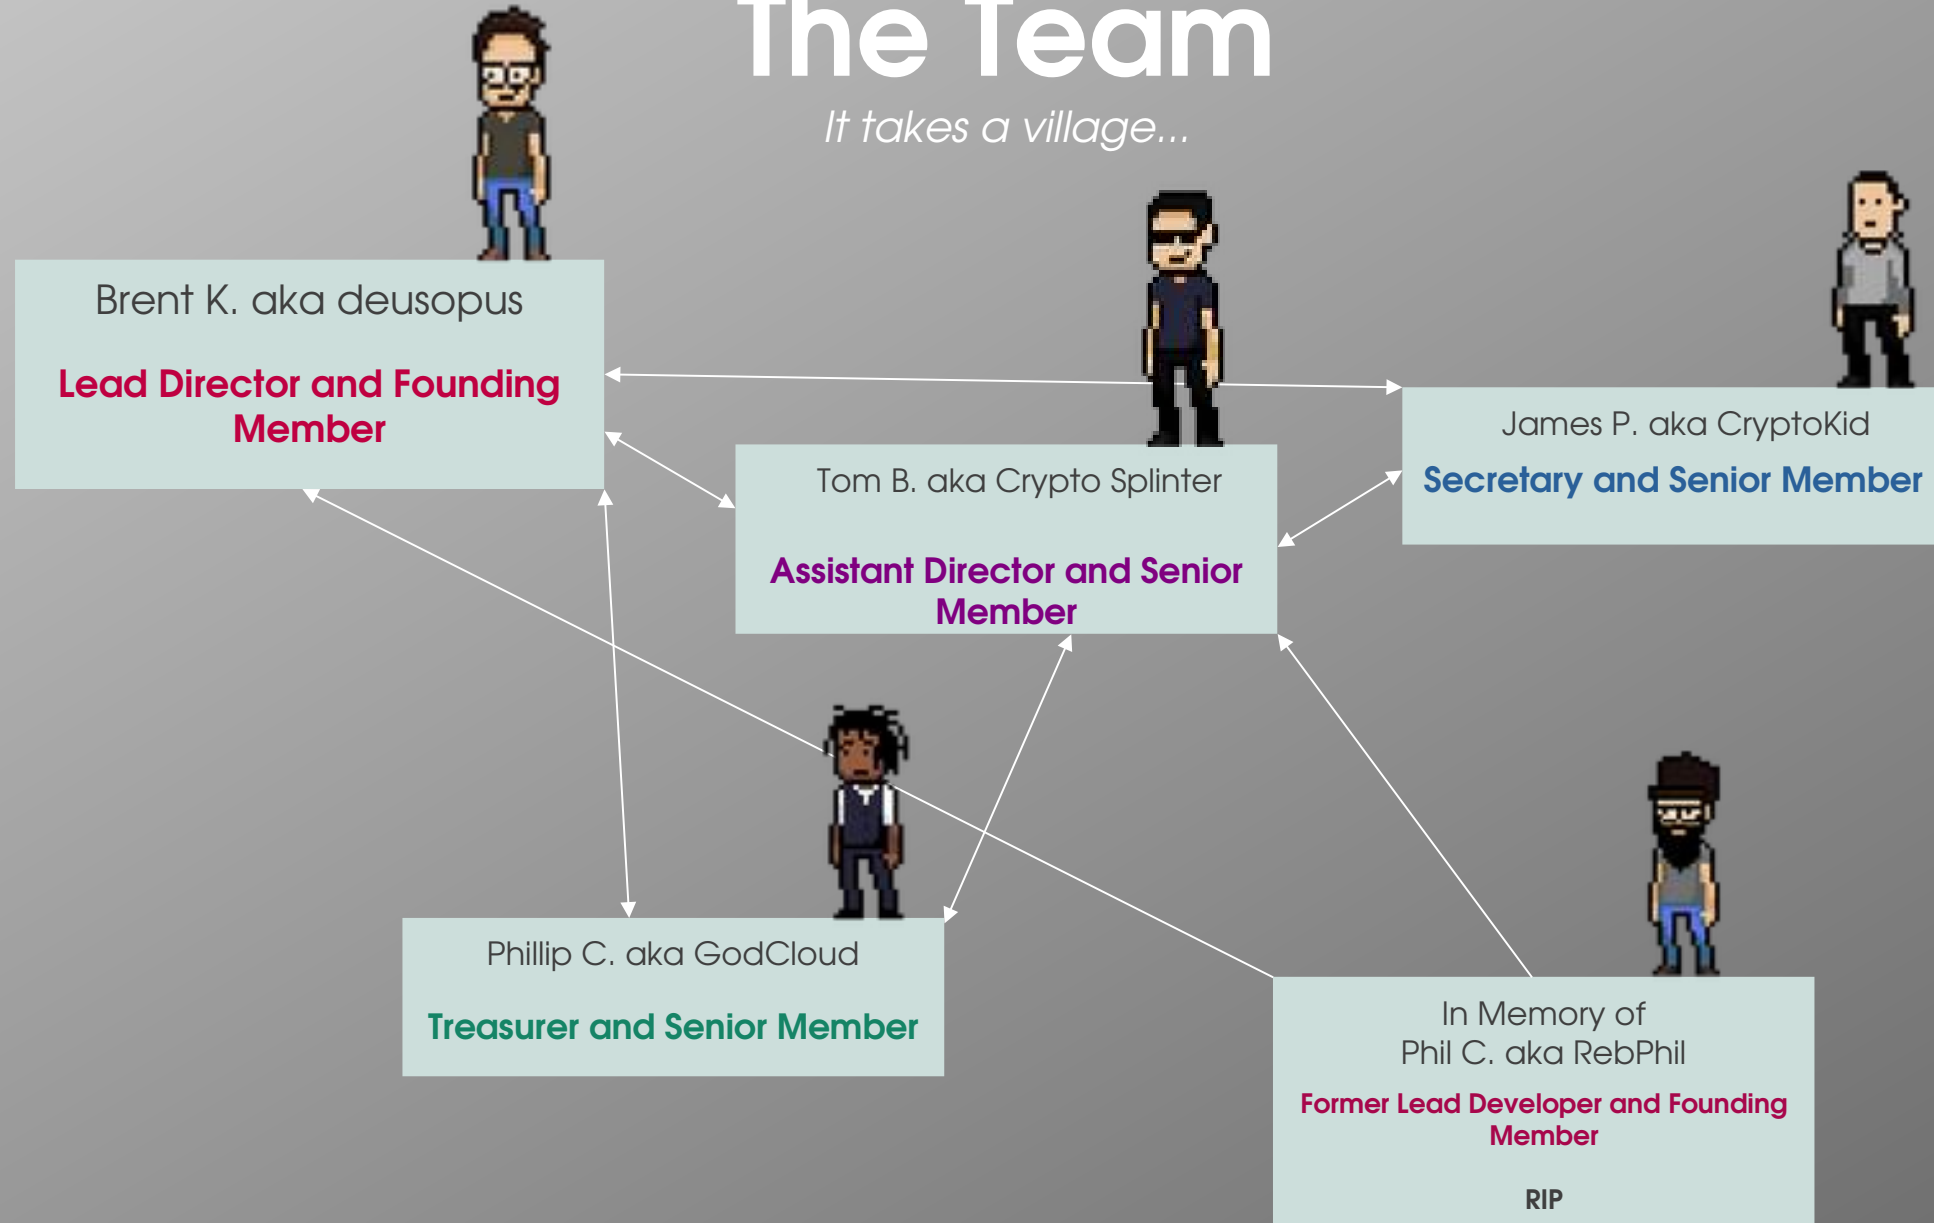 The Team
It takes a village...
Brent K. aka deusopus
Lead Director and Founding
Member
Tom B. aka Crypto Splinter
Assistant Director and Senior
Member
James P. aka CryptoKid
Secretary and Senior Member
Phillip C. aka GodCloud
Treasurer and Senior Member
In Memory of
Phil C. aka RebPhil
Former Lead Developer and Founding
Member
RIP